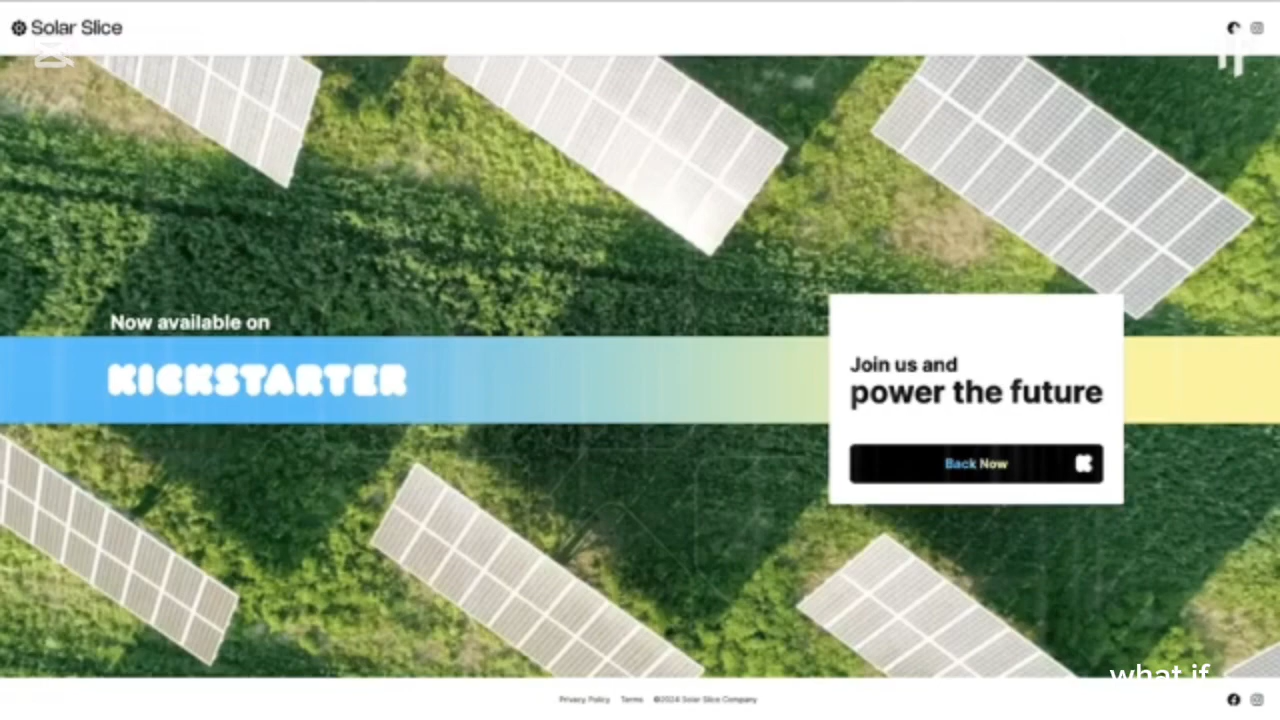 Solar Slice
Now available on
KICKSTARTER
Join us and
power the future
Back Now
what if
Privacy Policy Terms ©2024 Solar Slice Company